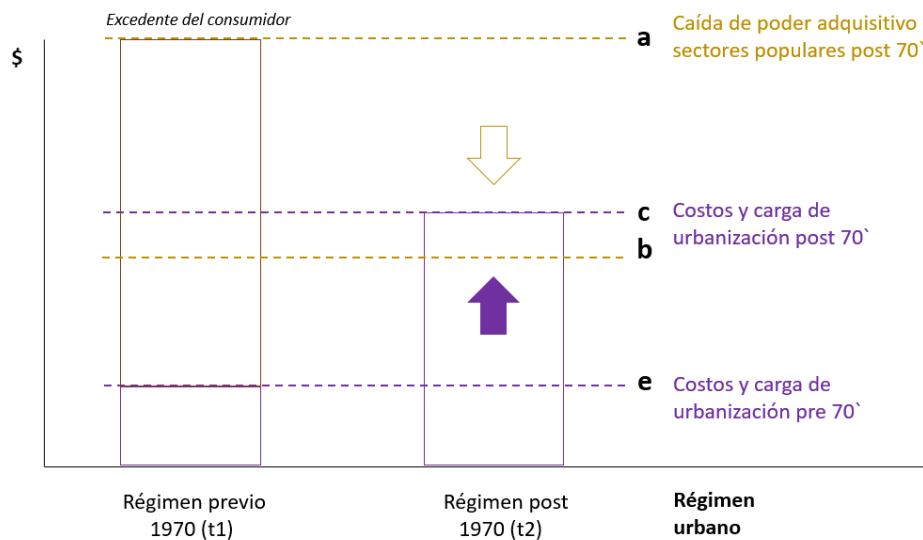 Excedente del consumidor
$
a
Caída de poder adquisitivo
sectores populares post 70`
c
Costos y carga de
urbanización post 70`
b
e
Costos y carga de
urbanización pre 70`
Régimen previo
1970 (t1)
Régimen post
1970 (t2)
Régimen
urbano